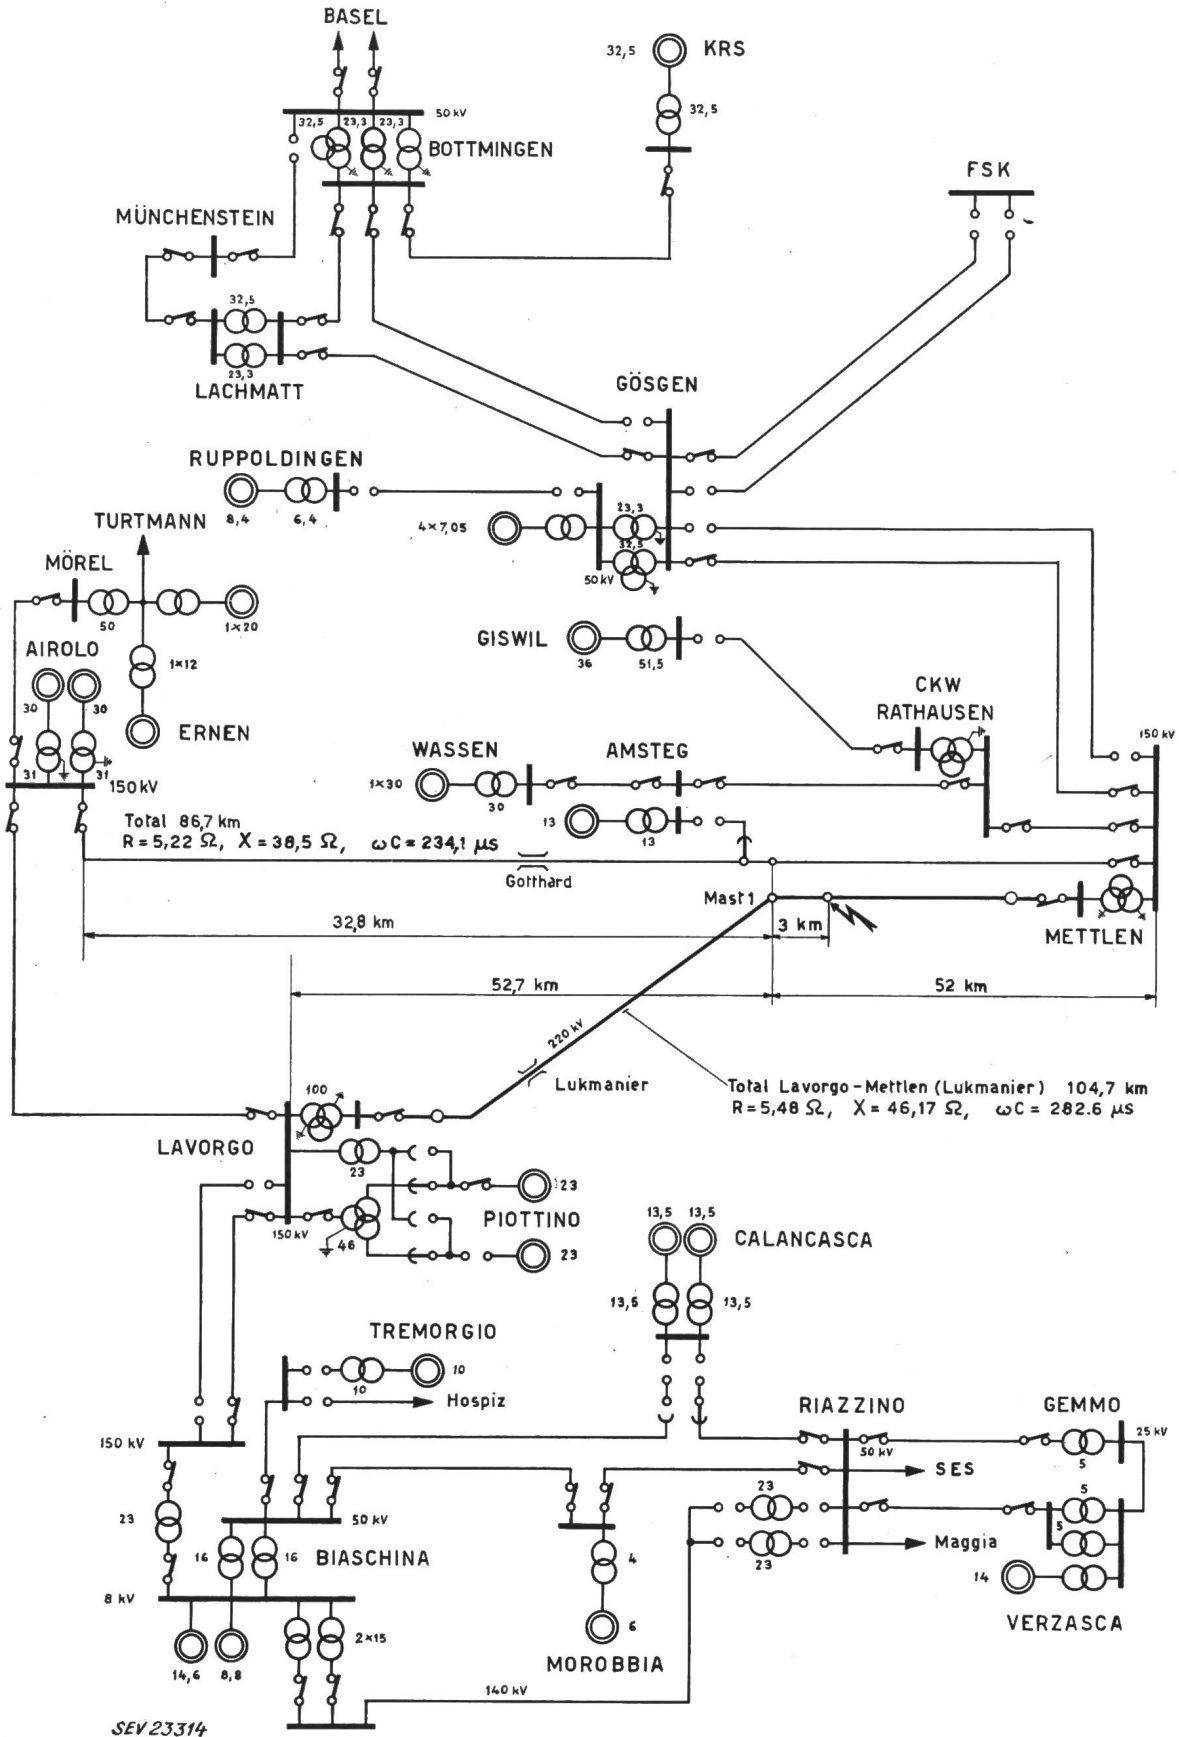 BASEL
32,5 KRS
50 kV
32,5 23,3 23,3
32,5
BOTTMINGEN
FSK
MÜNCHENSTEIN
32,5
23,3
LACHMATT
GÖSGEN
RUPPOLDINGEN
8,4 6,4
4×7,05
23,3
32,5
50 kV
TURTMANN
MÖREL
50
1×20
1×12
ERNEN
AIROLO
30 30
31 31
150 kV
GISWIL
36 51,5
CKW
RATHAUSEN
150 kV
WASSEN AMSTEG
1×30 30
13 13
Total 86,7 km
R = 5,22 Ω, X = 38,5 Ω, ωC = 234,1 µS
Gotthard
Mast 1
METTLEN
32,8 km
3 km
52,7 km
52 km
220 kV
Lukmanier
Total Lavorgo - Mettlen (Lukmanier) 104,7 km
R = 5,48 Ω, X = 46,17 Ω, ωC = 282.6 µS
100
LAVORGO
23
23
PIOTTINO
150 kV
46
23
13,5 13,5
CALANCASCA
13,5 13,5
TREMORGIO
10 10
Hospiz
RIAZZINO
50 kV
GEMMO
25 kV
5
150 kV
SES
23
50 kV
23
5
5
16 16
BIASCHINA
4
23
Maggia
14
8 kV
VERZASCA
14,6 8,8
2×15
6
MOROBBIA
140 kV
SEV 23314